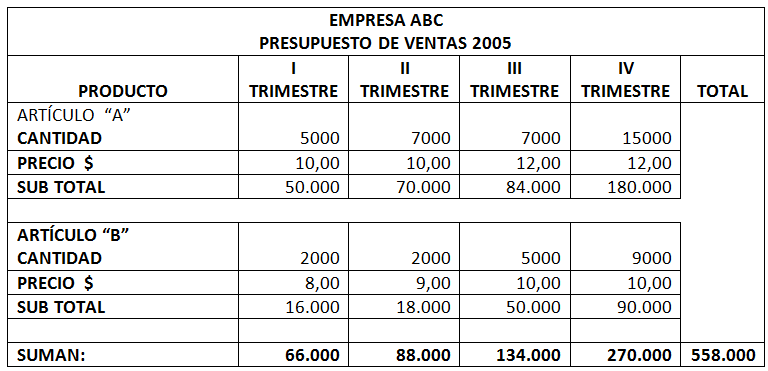 EMPRESA ABC
PRESUPUESTO DE VENTAS 2005
PRODUCTO I TRIMESTRE II TRIMESTRE III TRIMESTRE IV TRIMESTRE TOTAL
ARTÍCULO “A”
CANTIDAD 5000 7000 7000 15000
PRECIO $ 10,00 10,00 12,00 12,00
SUB TOTAL 50.000 70.000 84.000 180.000
ARTÍCULO “B”
CANTIDAD 2000 2000 5000 9000
PRECIO $ 8,00 9,00 10,00 10,00
SUB TOTAL 16.000 18.000 50.000 90.000
SUMAN: 66.000 88.000 134.000 270.000 558.000